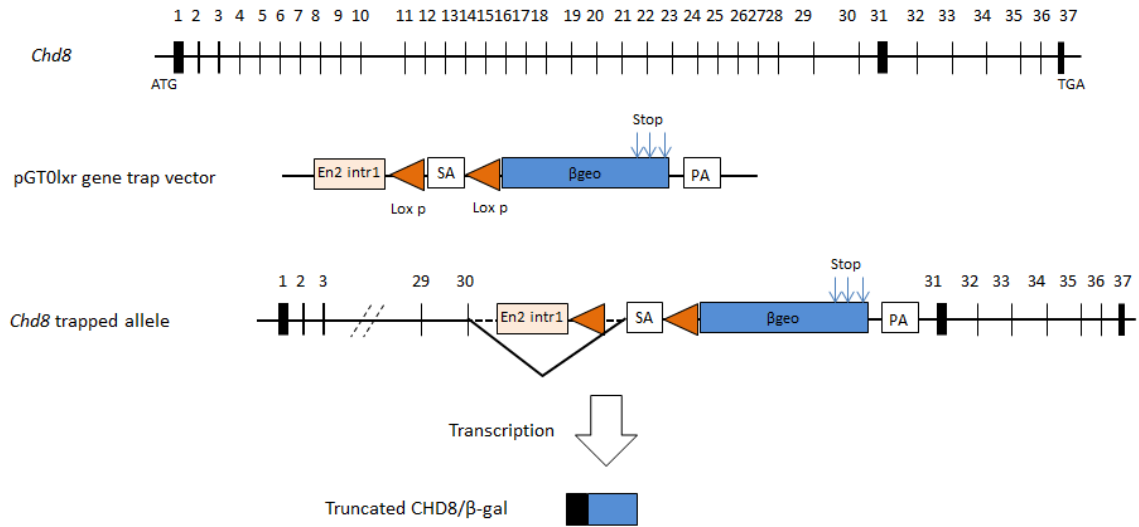 1 2 3 4 5 6 7 8 9 10 11 12 13 14 15 16 17 18 19 20 21 22 23 24 25 26 27 28 29 30 31 32 33 34 35 36 37
Chd8
ATG TGA
Stop
pGT0lxr gene trap vector En2 intr1 SA βgeo PA
Lox p Lox p
Stop
1 2 3 29 30 31 32 33 34 35 36 37
Chd8 trapped allele En2 intr1 SA βgeo PA
Transcription
Truncated CHD8/β-gal